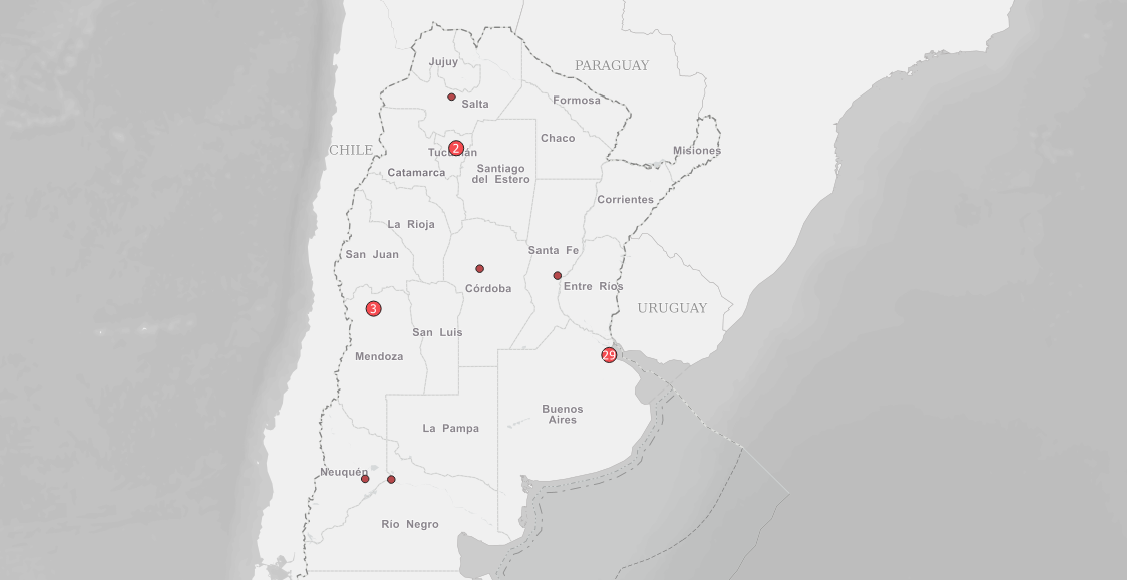 Jujuy
PARAGUAY
Salta
Formosa
Chaco
CHILE
Tucumán
2
Misiones
Catamarca
Santiago
del Estero
Corrientes
La Rioja
San Juan
Santa Fe
Córdoba
Entre Ríos
3
URUGUAY
San Luis
Mendoza
29
Buenos
Aires
La Pampa
Neuquén
Río Negro